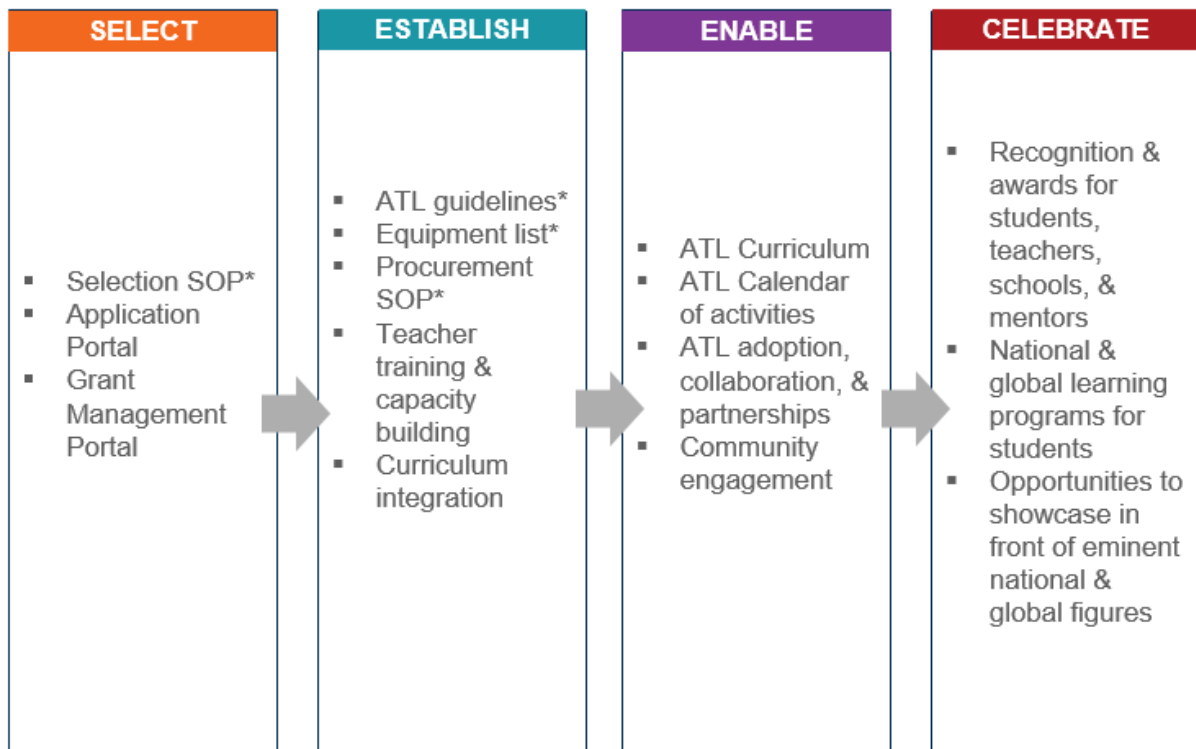 SELECT
▪ Selection SOP*
▪ Application
Portal
▪ Grant
Management
Portal
ESTABLISH
▪ ATL guidelines*
▪ Equipment list*
▪ Procurement
SOP*
▪ Teacher
training &
capacity
building
▪ Curriculum
integration
ENABLE
▪ ATL Curriculum
▪ ATL Calendar
of activities
▪ ATL adoption,
collaboration, &
partnerships
▪ Community
engagement
CELEBRATE
▪ Recognition &
awards for
students,
teachers,
schools, &
mentors
▪ National &
global learning
programs for
students
▪ Opportunities to
showcase in
front of eminent
national &
global figures